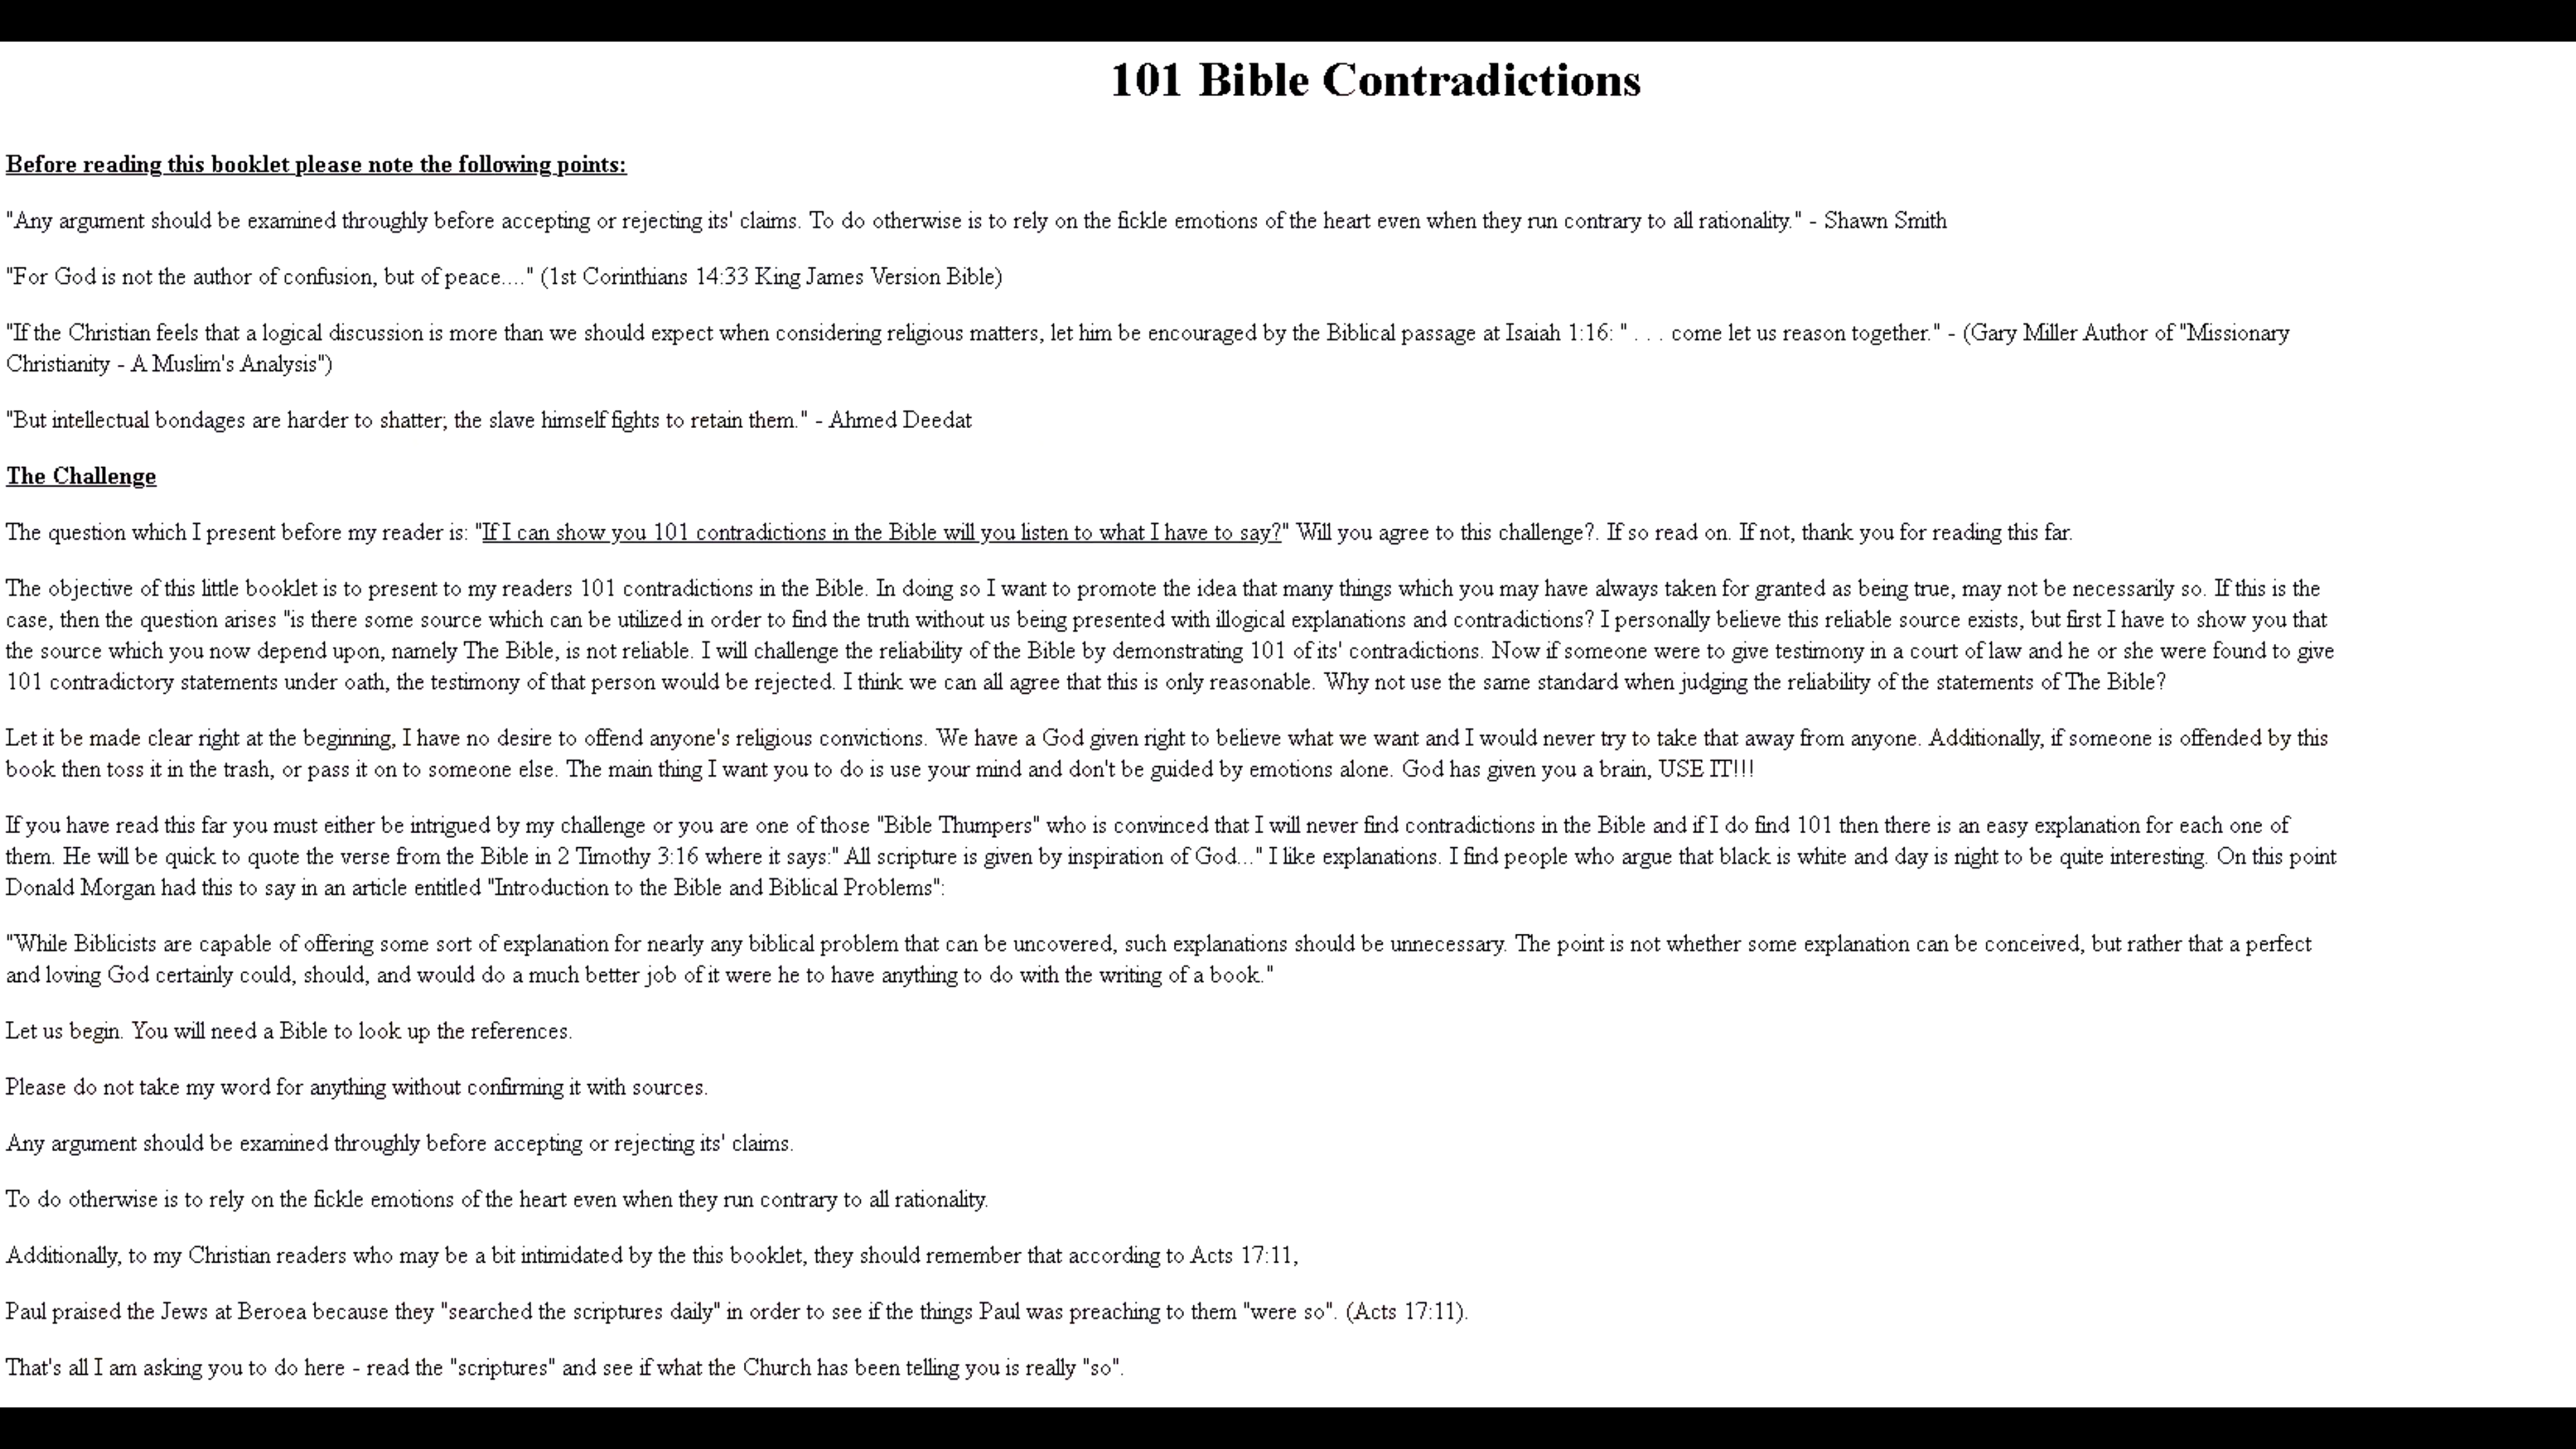 101 Bible Contradictions
Before reading this booklet please note the following points:
"Any argument should be examined throughly before accepting or rejecting its' claims. To do otherwise is to rely on the fickle emotions of the heart even when they run contrary to all rationality." - Shawn Smith
"For God is not the author of confusion, but of peace...." (1st Corinthians 14:33 King James Version Bible)
"If the Christian feels that a logical discussion is more than we should expect when considering religious matters, let him be encouraged by the Biblical passage at Isaiah 1:16: " . . . come let us reason together." - (Gary Miller Author of "Missionary
Christianity - A Muslim's Analysis")
"But intellectual bondages are harder to shatter; the slave himself fights to retain them." - Ahmed Deedat
The Challenge
The question which I present before my reader is: "If I can show you 101 contradictions in the Bible will you listen to what I have to say?" Will you agree to this challenge?. If so read on. If not, thank you for reading this far.
The objective of this little booklet is to present to my readers 101 contradictions in the Bible. In doing so I want to promote the idea that many things which you may have always taken for granted as being true, may not be necessarily so. If this is the
case, then the question arises "is there some source which can be utilized in order to find the truth without us being presented with illogical explanations and contradictions? I personally believe this reliable source exists, but first I have to show you that
the source which you now depend upon, namely The Bible, is not reliable. I will challenge the reliability of the Bible by demonstrating 101 of its' contradictions. Now if someone were to give testimony in a court of law and he or she were found to give
101 contradictory statements under oath, the testimony of that person would be rejected. I think we can all agree that this is only reasonable. Why not use the same standard when judging the reliability of the statements of The Bible?
Let it be made clear right at the beginning, I have no desire to offend anyone's religious convictions. We have a God given right to believe what we want and I would never try to take that away from anyone. Additionally, if someone is offended by this
book then toss it in the trash, or pass it on to someone else. The main thing I want you to do is use your mind and don't be guided by emotions alone. God has given you a brain, USE IT!!!
If you have read this far you must either be intrigued by my challenge or you are one of those "Bible Thumpers" who is convinced that I will never find contradictions in the Bible and if I do find 101 then there is an easy explanation for each one of
them. He will be quick to quote the verse from the Bible in 2 Timothy 3:16 where it says:" All scripture is given by inspiration of God..." I like explanations. I find people who argue that black is white and day is night to be quite interesting. On this point
Donald Morgan had this to say in an article entitled "Introduction to the Bible and Biblical Problems":
"While Biblicists are capable of offering some sort of explanation for nearly any biblical problem that can be uncovered, such explanations should be unnecessary. The point is not whether some explanation can be conceived, but rather that a perfect
and loving God certainly could, should, and would do a much better job of it were he to have anything to do with the writing of a book."
Let us begin. You will need a Bible to look up the references.
Please do not take my word for anything without confirming it with sources.
Any argument should be examined throughly before accepting or rejecting its' claims.
To do otherwise is to rely on the fickle emotions of the heart even when they run contrary to all rationality.
Additionally, to my Christian readers who may be a bit intimidated by the this booklet, they should remember that according to Acts 17:11,
Paul praised the Jews at Beroea because they "searched the scriptures daily" in order to see if the things Paul was preaching to them "were so". (Acts 17:11).
That's all I am asking you to do here - read the "scriptures" and see if what the Church has been telling you is really "so".